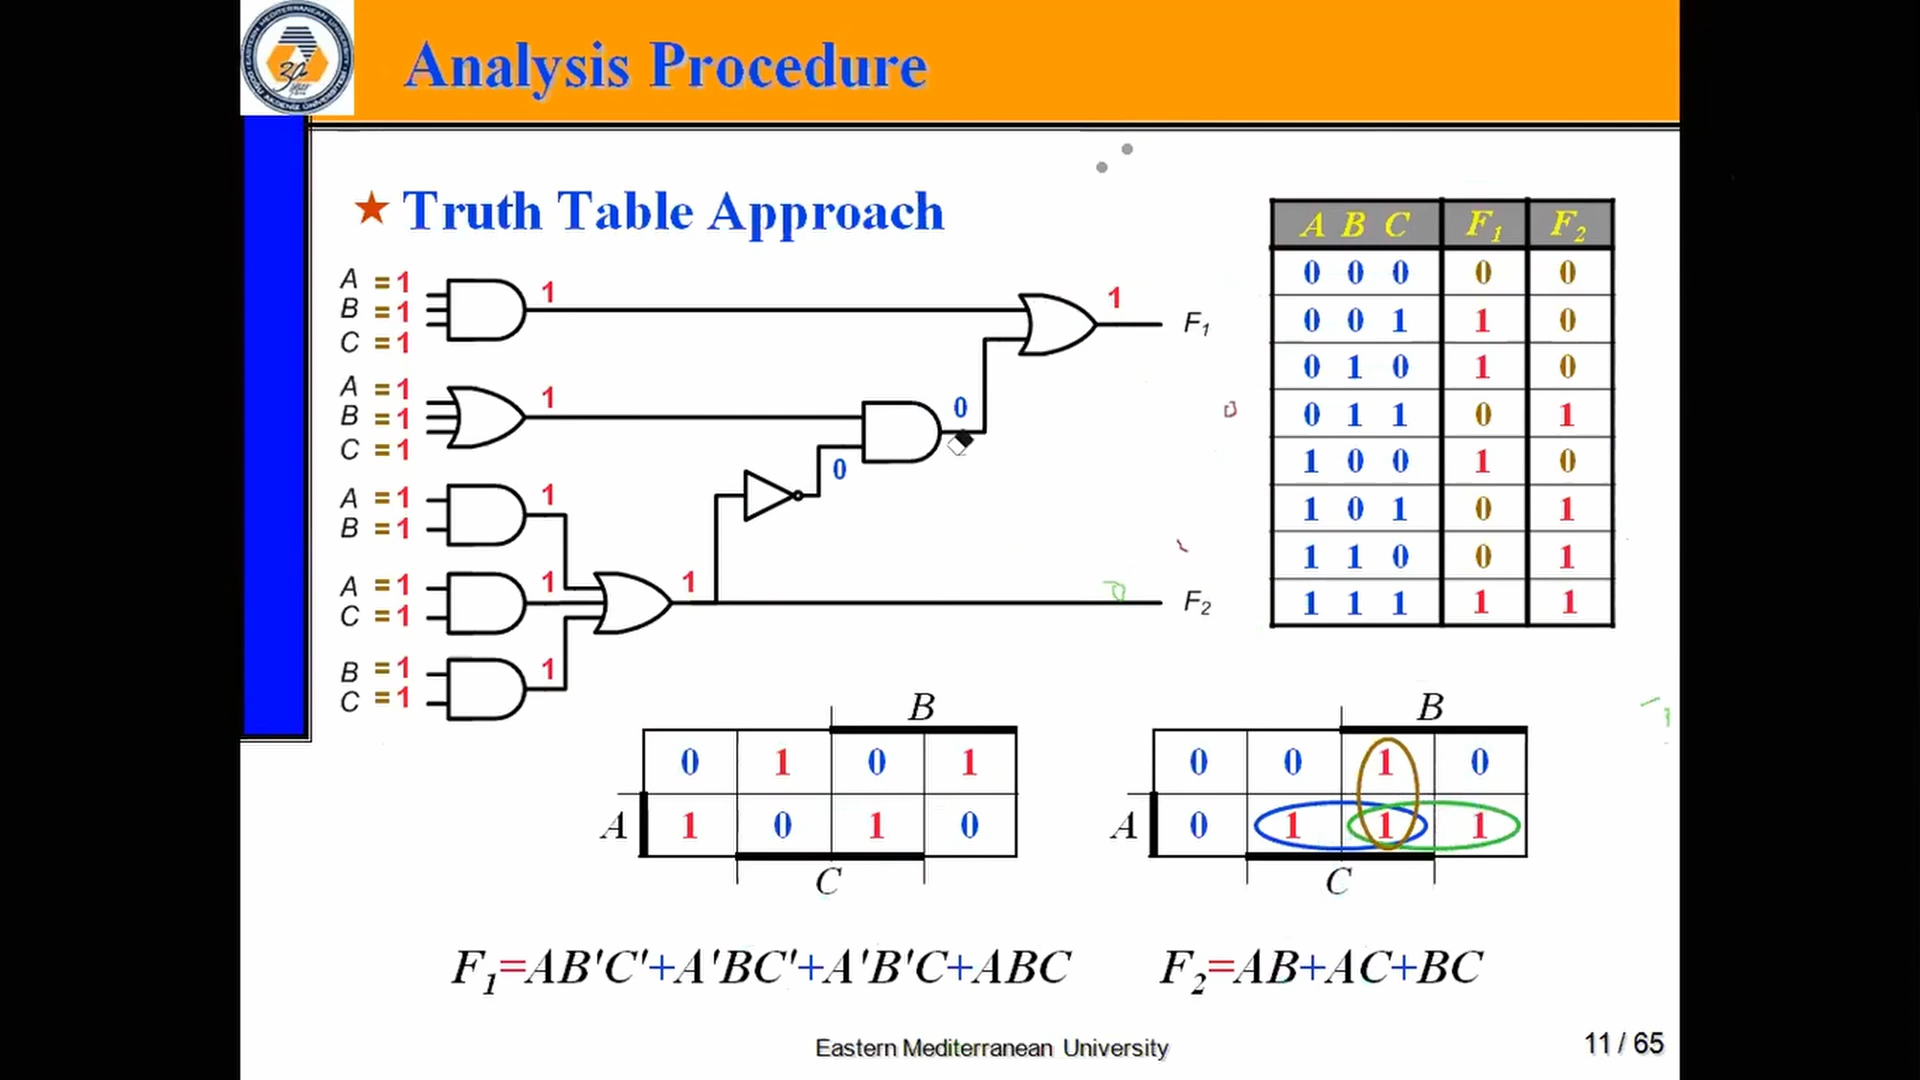 Analysis Procedure
★ Truth Table Approach
A = 1
B = 1
C = 1
1
1
F1
A = 1
B = 1
C = 1
1
0
0
A = 1
B = 1
1
A = 1
C = 1
1
1
F2
B = 1
C = 1
1
A B C F1 F2
0 0 0 0 0
0 0 1 1 0
0 1 0 1 0
0 1 1 0 1
1 0 0 1 0
1 0 1 0 1
1 1 0 0 1
1 1 1 1 1
B
0 1 0 1
A 1 0 1 0
C
B
0 0 1 0
A 0 1 1 1
C
F1=AB'C'+A'BC'+A'B'C+ABC
F2=AB+AC+BC
Eastern Mediterranean University
11 / 65